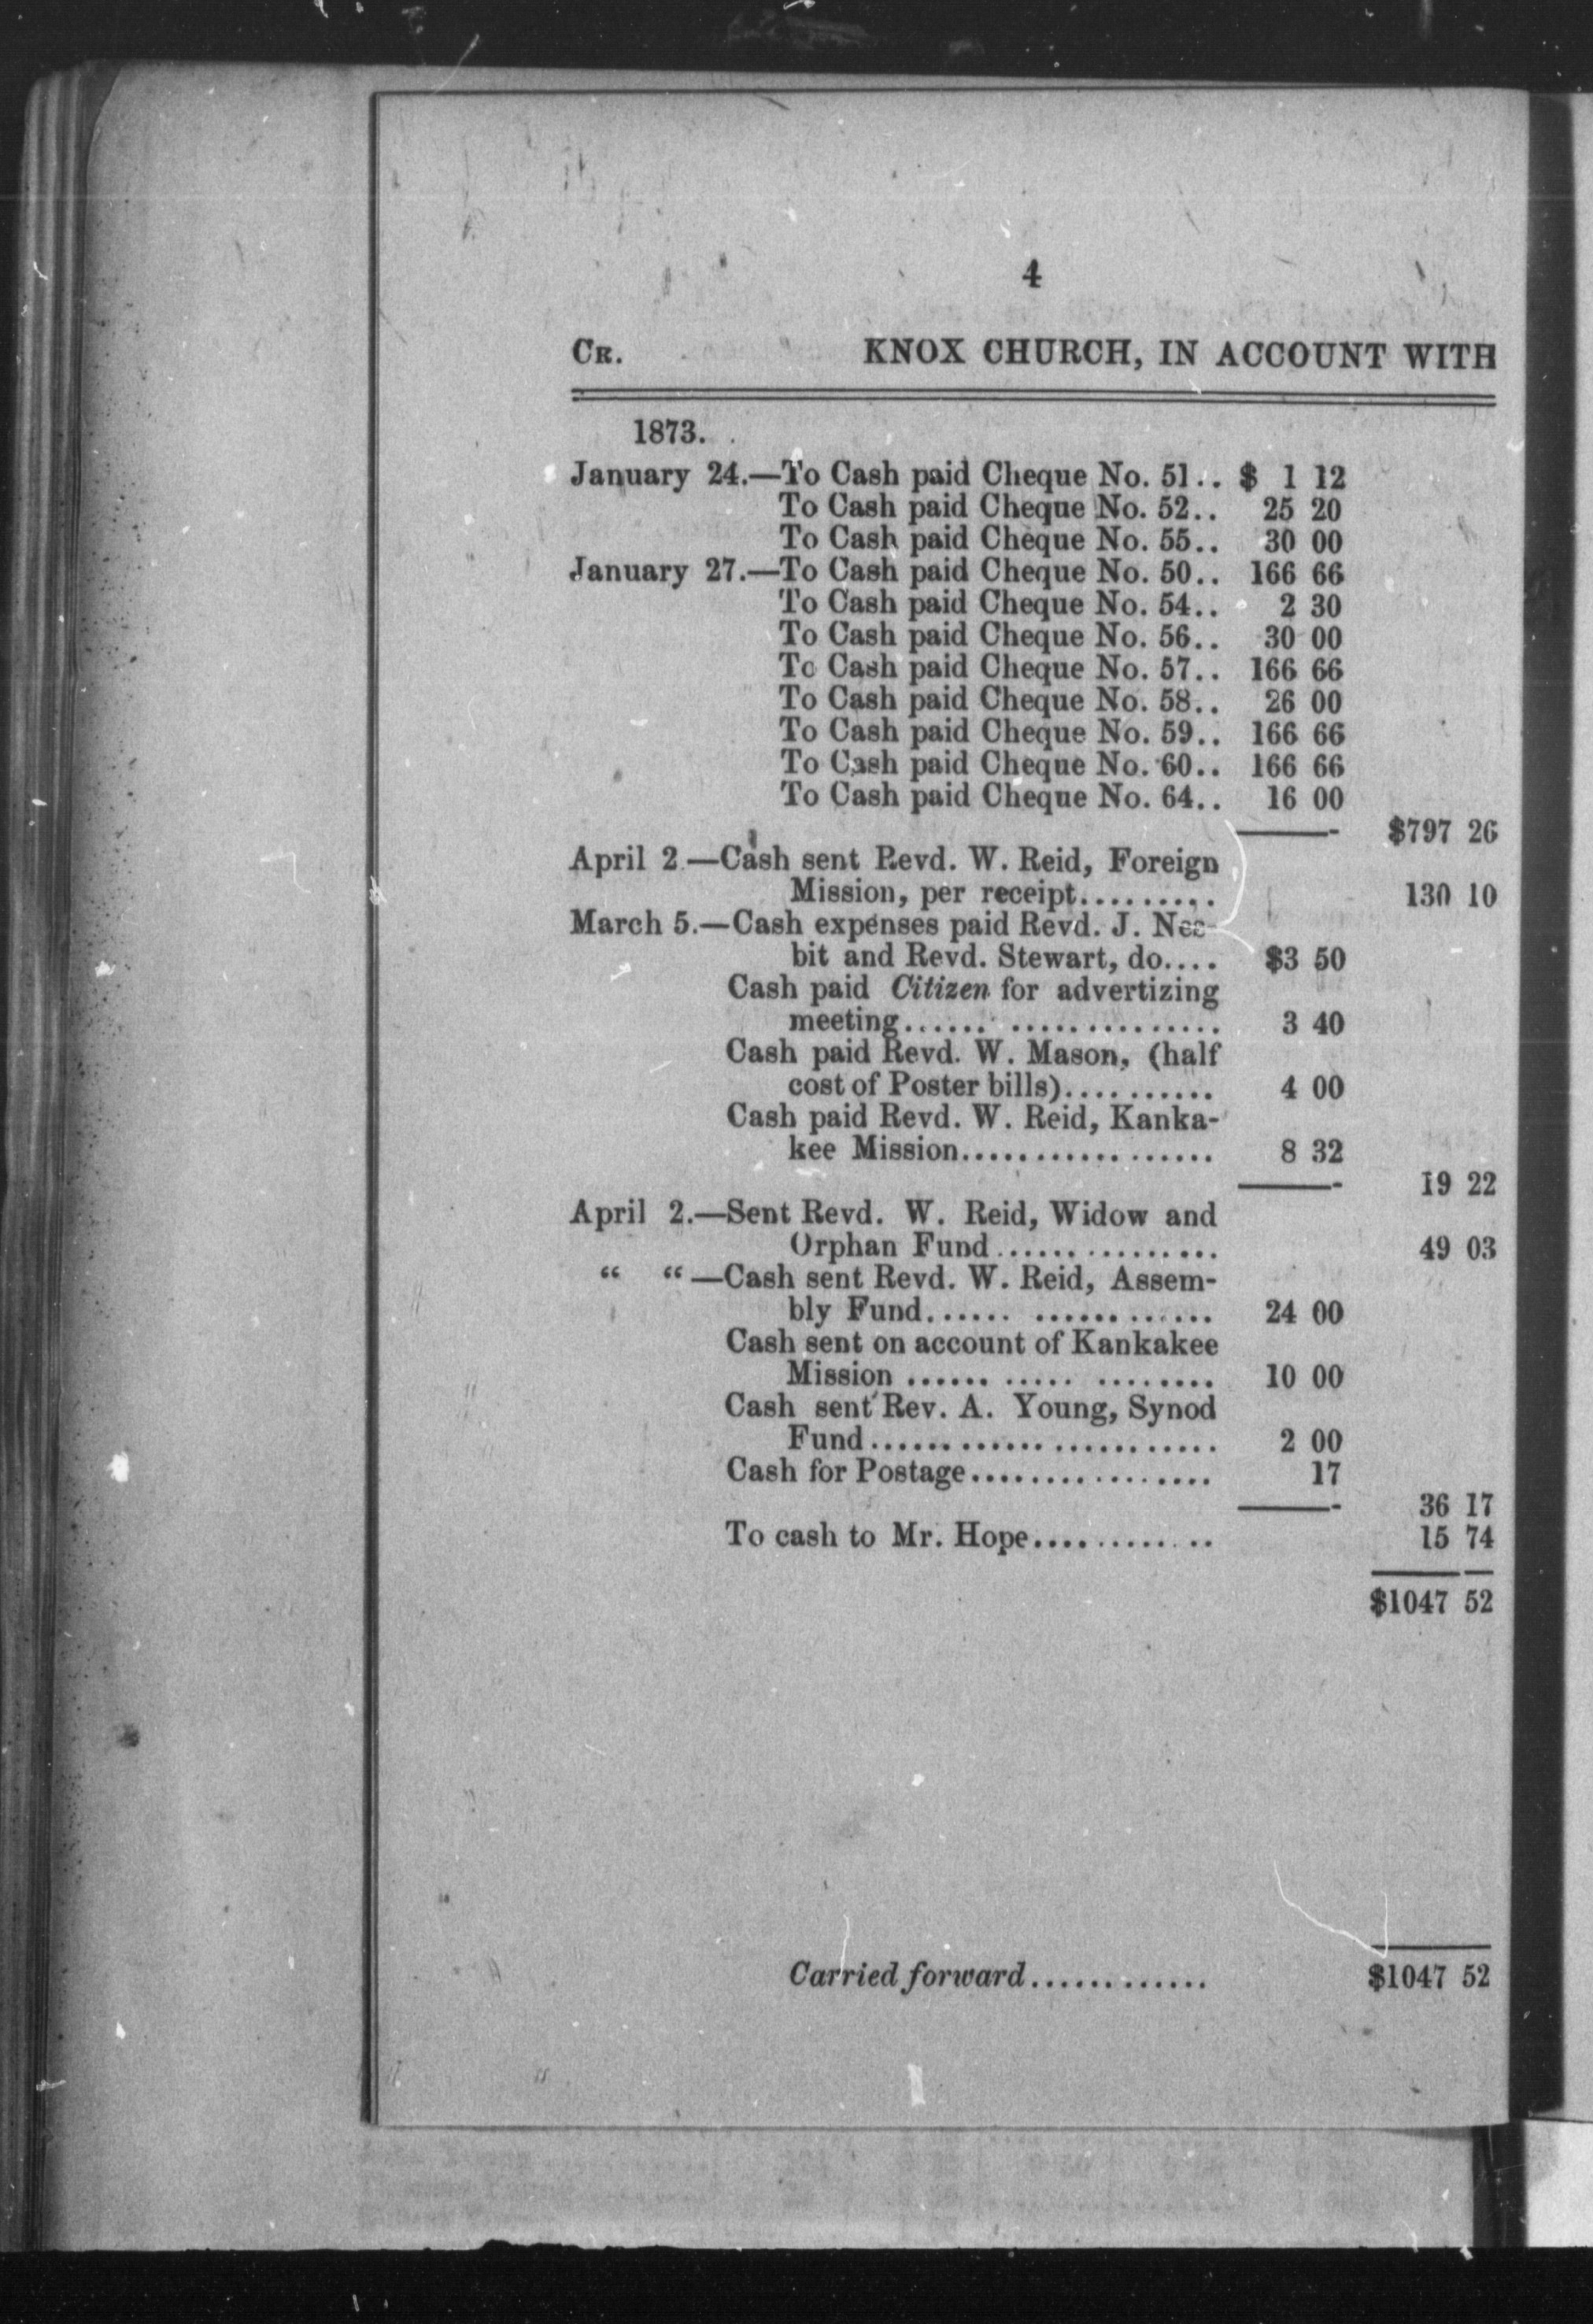 4
CR. KNOX CHURCH, IN ACCOUNT WITH
1873.
January 24.—To Cash paid Cheque No. 51.. $ 1 12
To Cash paid Cheque No. 52.. 25 20
To Cash paid Cheque No. 55.. 30 00
January 27.—To Cash paid Cheque No. 50.. 166 66
To Cash paid Cheque No. 54.. 2 30
To Cash paid Cheque No. 56.. 30 00
To Cash paid Cheque No. 57.. 166 66
To Cash paid Cheque No. 58.. 26 00
To Cash paid Cheque No. 59.. 166 66
To Cash paid Cheque No. 60.. 166 66
To Cash paid Cheque No. 64.. 16 00
$797 26
April 2.—Cash sent Revd. W. Reid, Foreign
Mission, per receipt......... 130 10
March 5.—Cash expenses paid Revd. J. Nes-
bit and Revd. Stewart, do.... $3 50
Cash paid Citizen for advertizing
meeting...... ............... 3 40
Cash paid Revd. W. Mason, (half
cost of Poster bills).......... 4 00
Cash paid Revd. W. Reid, Kanka-
kee Mission................. 8 32
19 22
April 2.—Sent Revd. W. Reid, Widow and
Orphan Fund............... 49 03
“ “—Cash sent Revd. W. Reid, Assem-
bly Fund...... ............ 24 00
Cash sent on account of Kankakee
Mission ...... ..... ........ 10 00
Cash sent Rev. A. Young, Synod
Fund....................... 2 00
Cash for Postage................ 17
36 17
To cash to Mr. Hope............ 15 74
$1047 52
Carried forward............ $1047 52